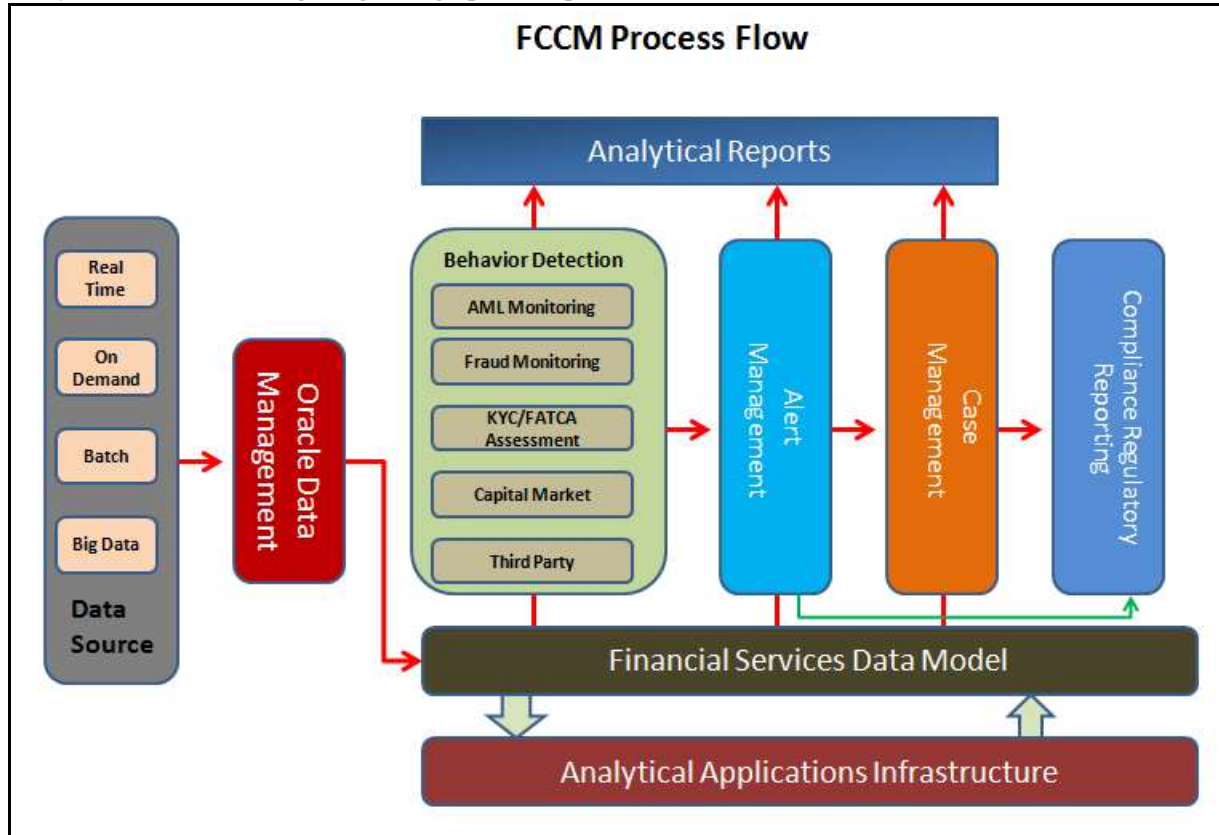 FCCM Process Flow
Analytical Reports
Real
Time
On
Demand
Batch
Big Data
Data
Source
Oracle Data
Management
Behavior Detection
AML Monitoring
Fraud Monitoring
KYC/FATCA
Assessment
Capital Market
Third Party
Alert
Management
Case
Management
Compliance Regulatory
Reporting
Financial Services Data Model
Analytical Applications Infrastructure